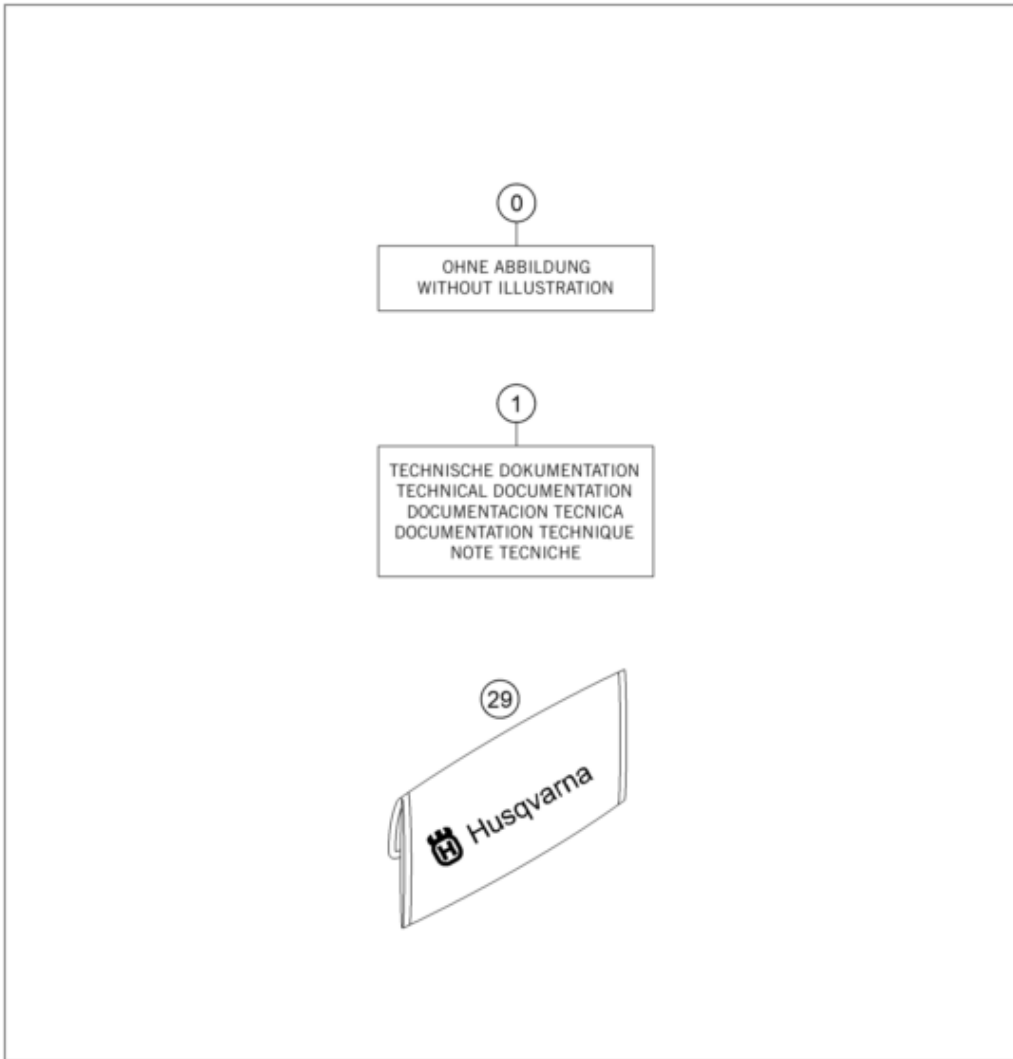 0
OHNE ABBILDUNG
WITHOUT ILLUSTRATION
1
TECHNISCHE DOKUMENTATION
TECHNICAL DOCUMENTATION
DOCUMENTACION TECNICA
DOCUMENTATION TECHNIQUE
NOTE TECNICHE
29
H Husqvarna